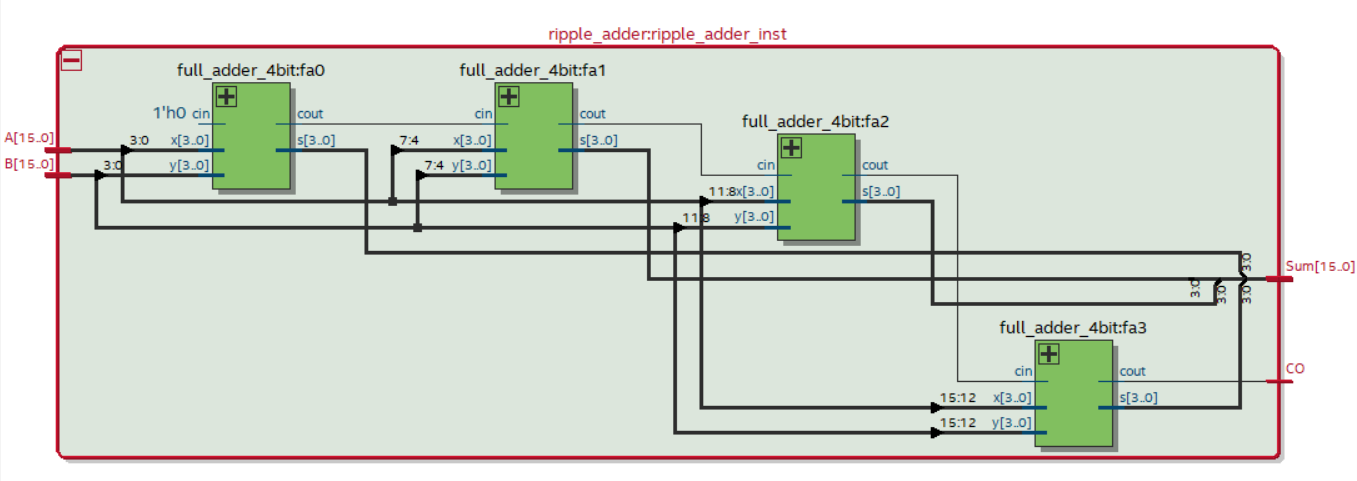 ripple_adder:ripple_adder_inst
full_adder_4bit:fa0
full_adder_4bit:fa1
1'h0 cin
cout
cin
cout
full_adder_4bit:fa2
A[15..0]
3:0
x[3..0]
s[3..0]
7:4
x[3..0]
s[3..0]
B[15..0]
3:0
y[3..0]
7:4
y[3..0]
cin
cout
11:8
x[3..0]
s[3..0]
11:8
y[3..0]
3:0
Sum[15..0]
3:0
3:0
3:0
full_adder_4bit:fa3
cin
cout
CO
15:12
x[3..0]
s[3..0]
15:12
y[3..0]